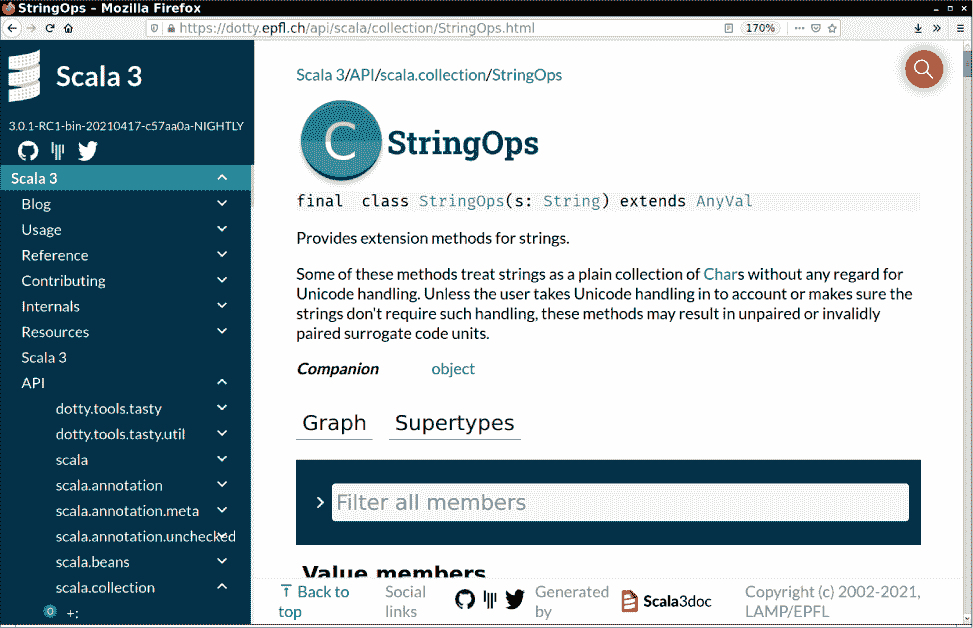 StringOps - Mozilla Firefox
https://dotty.epfl.ch/api/scala/collection/StringOps.html
170%
Scala 3
3.0.1-RC1-bin-20210417-c57aa0a-NIGHTLY
Scala 3
Blog
Usage
Reference
Contributing
Internals
Resources
Scala 3
API
dotty.tools.tasty
dotty.tools.tasty.util
scala
scala.annotation
scala.annotation.meta
scala.annotation.unchecked
scala.beans
scala.collection
+:
Scala 3/API/scala.collection/StringOps
C
StringOps
final class StringOps(s: String) extends AnyVal
Provides extension methods for strings.
Some of these methods treat strings as a plain collection of Chars without any regard for
Unicode handling. Unless the user takes Unicode handling in to account or makes sure the
strings don't require such handling, these methods may result in unpaired or invalidly
paired surrogate code units.
Companion object
Graph Supertypes
Filter all members
Value members
Back to
top
Social
links
Generated
by
Scala3doc
Copyright (c) 2002-2021,
LAMP/EPFL